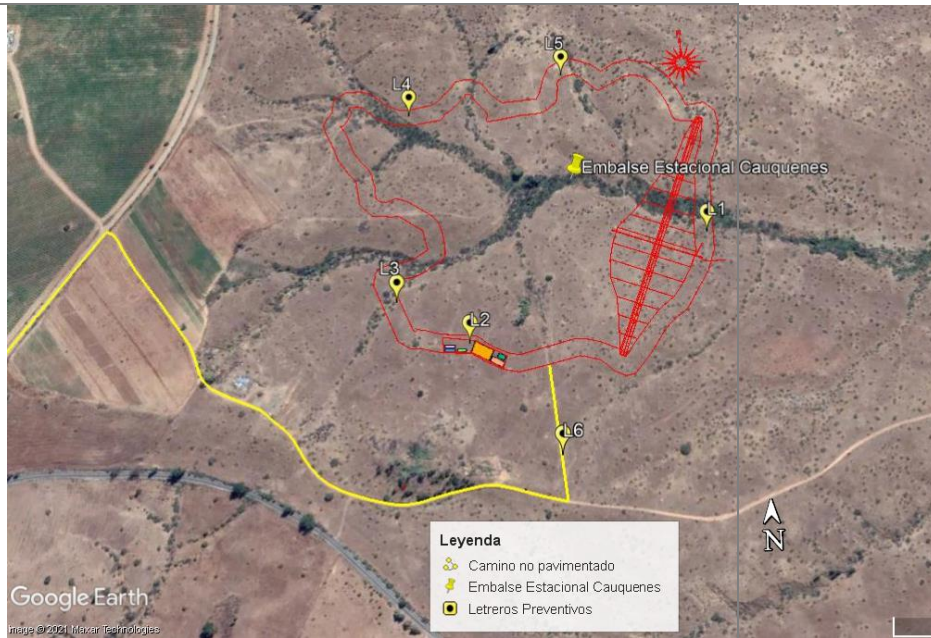 L5
L4
Embalse Estacional Cauquenes
L1
L3
L2
L6
N
Leyenda
Camino no pavimentado
Embalse Estacional Cauquenes
Letreros Preventivos
Google Earth
Image © 2021 Maxar Technologies